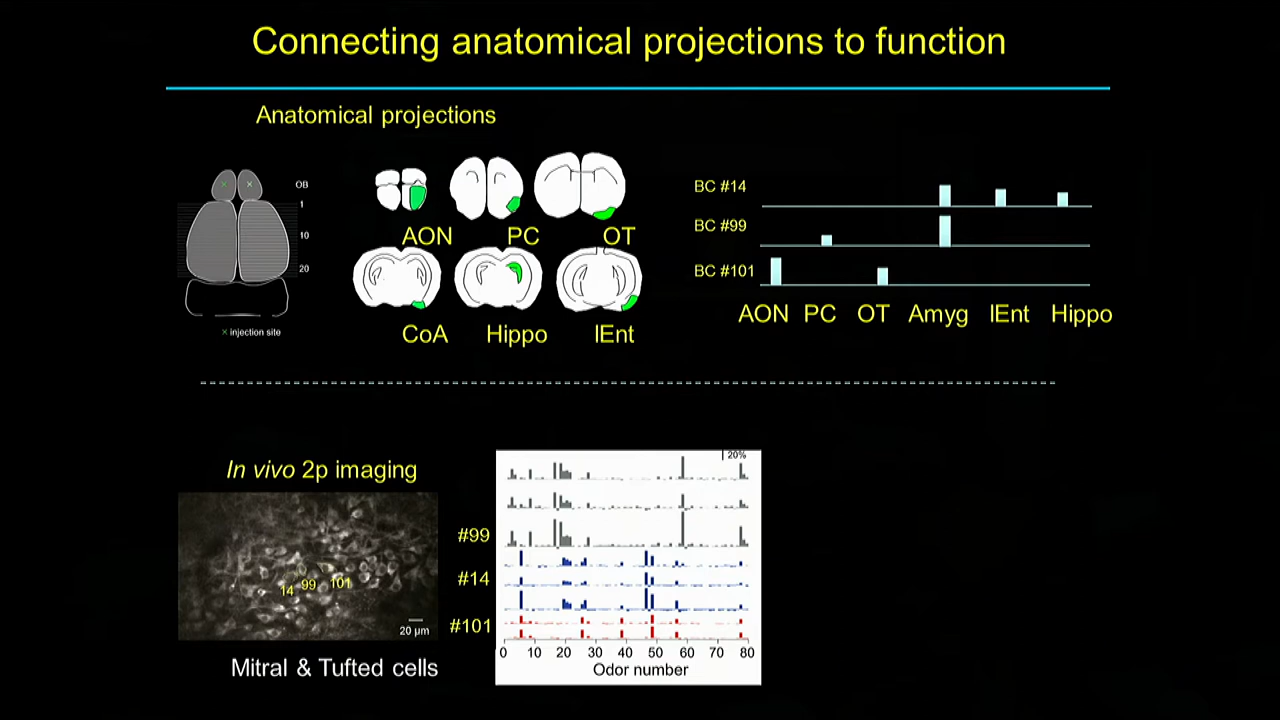 Connecting anatomical projections to function
Anatomical projections
OB
1
10
20
× injection site
AON PC OT
CoA Hippo lEnt
BC #14
BC #99
BC #101
AON PC OT Amyg lEnt Hippo
In vivo 2p imaging
14 99 101
20 µm
Mitral & Tufted cells
20%
#99
#14
#101
0 10 20 30 40 50 60 70 80
Odor number